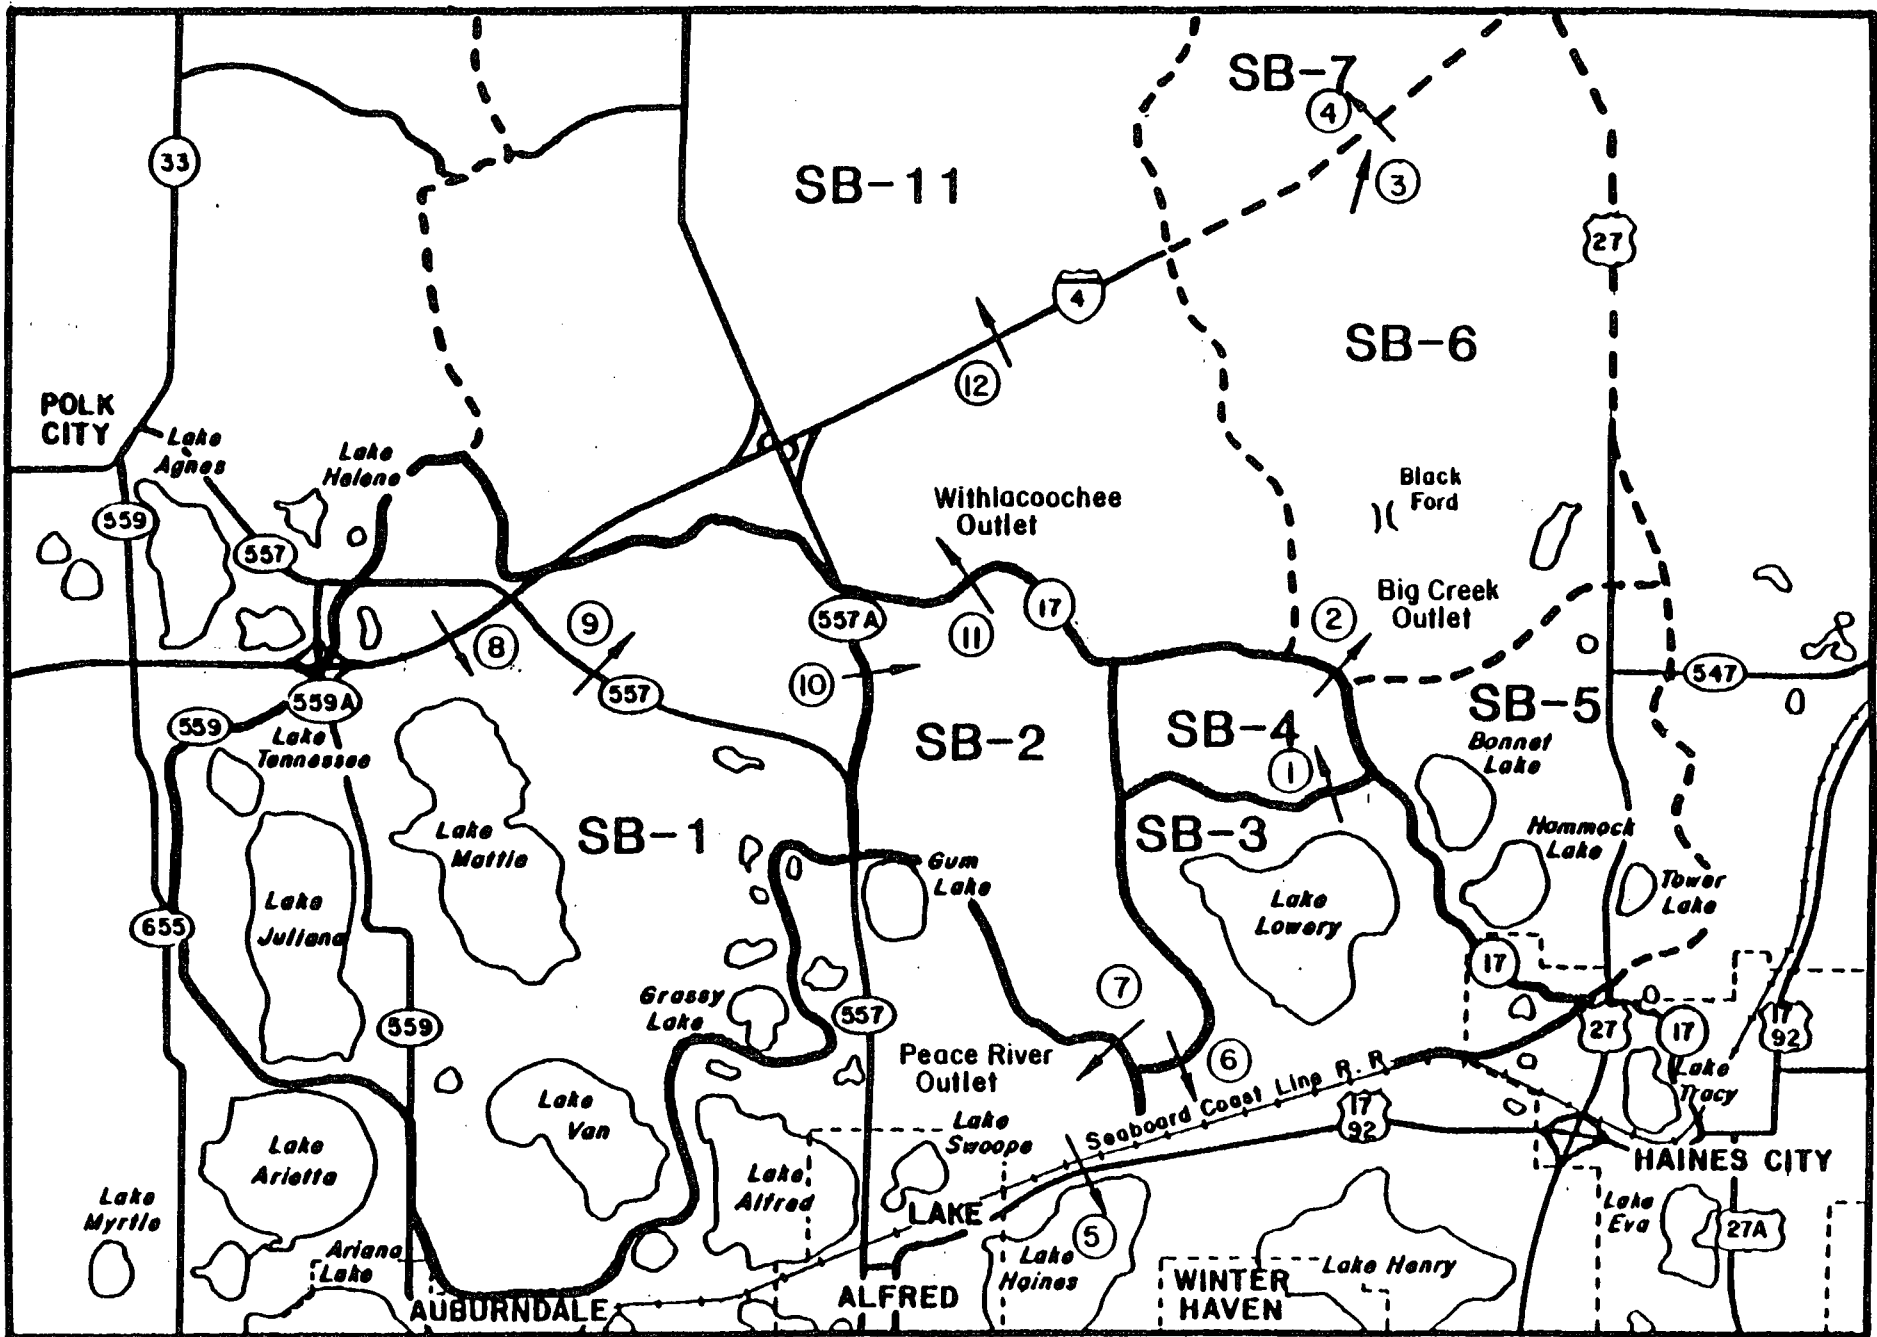 SB-7
4
33
SB-11
3
27
4
SB-6
12
POLK
CITY
Lake
Agnes
Lake
Helene
Black
Ford
Withlacoochee
Outlet
559
557
Big Creek
Outlet
17
557A
2
11
9
8
10
547
557
559A
559
Lake
Tennessee
SB-2
SB-4
SB-5
Bonnet
Lake
1
Lake
Mattie
SB-1
SB-3
Hammock
Lake
Gum
Lake
Tower
Lake
Lake
Juliana
Lake
Lowery
655
17
7
Grassy
Lake
557
559
27
17
17
92
Peace River
Outlet
6
Lake
Tracy
Seaboard Coast Line R. R
17
92
Lake
Van
Lake
Swoope
Lake
Arietta
HAINES CITY
Lake
Alfred
Lake
Myrtle
LAKE
Lake
Eva
27A
5
Ariana
Lake
Lake
Haines
Lake Henry
WINTER
HAVEN
AUBURNDALE
ALFRED